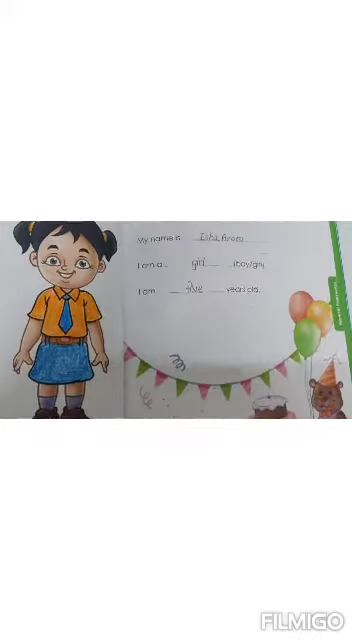 My name is Esha Arora
I am a girl (boy/girl)
I am five years old.
FILMIGO